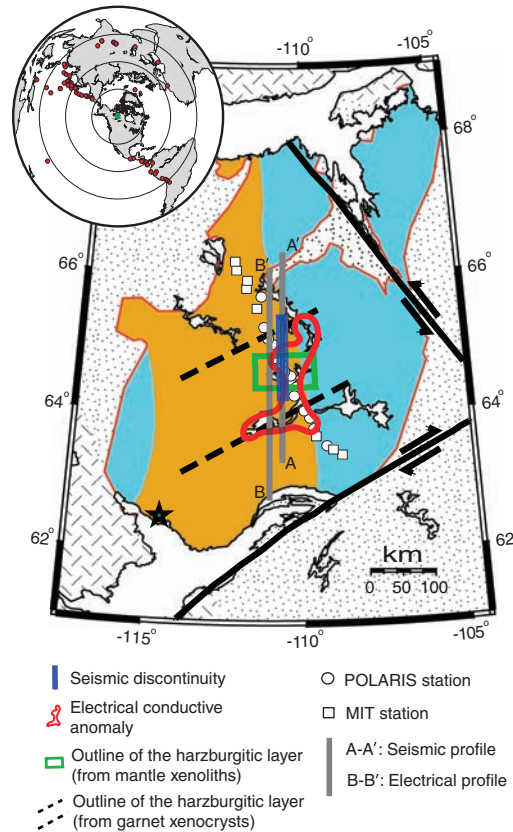 -110°
-105°
68°
66°
66°
64°
64°
62°
62°
A′
B′
A
B
km
0 50 100
-115°
-110°
-105°
Seismic discontinuity
Electrical conductive
anomaly
Outline of the harzburgitic layer
(from mantle xenoliths)
Outline of the harzburgitic layer
(from garnet xenocrysts)
POLARIS station
MIT station
A-A′: Seismic profile
B-B′: Electrical profile